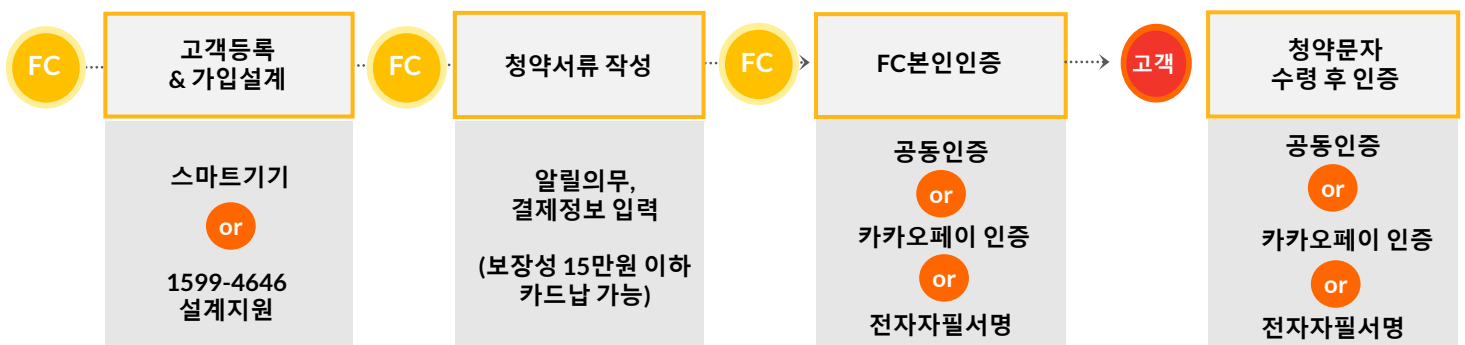 FC
고객등록
& 가입설계
스마트기기
or
1599-4646
설계지원
FC
청약서류 작성
알릴의무,
결제정보 입력
(보장성 15만원 이하
카드납 가능)
FC
FC본인인증
공동인증
or
카카오페이 인증
or
전자자필서명
고객
청약문자
수령 후 인증
공동인증
or
카카오페이 인증
or
전자자필서명